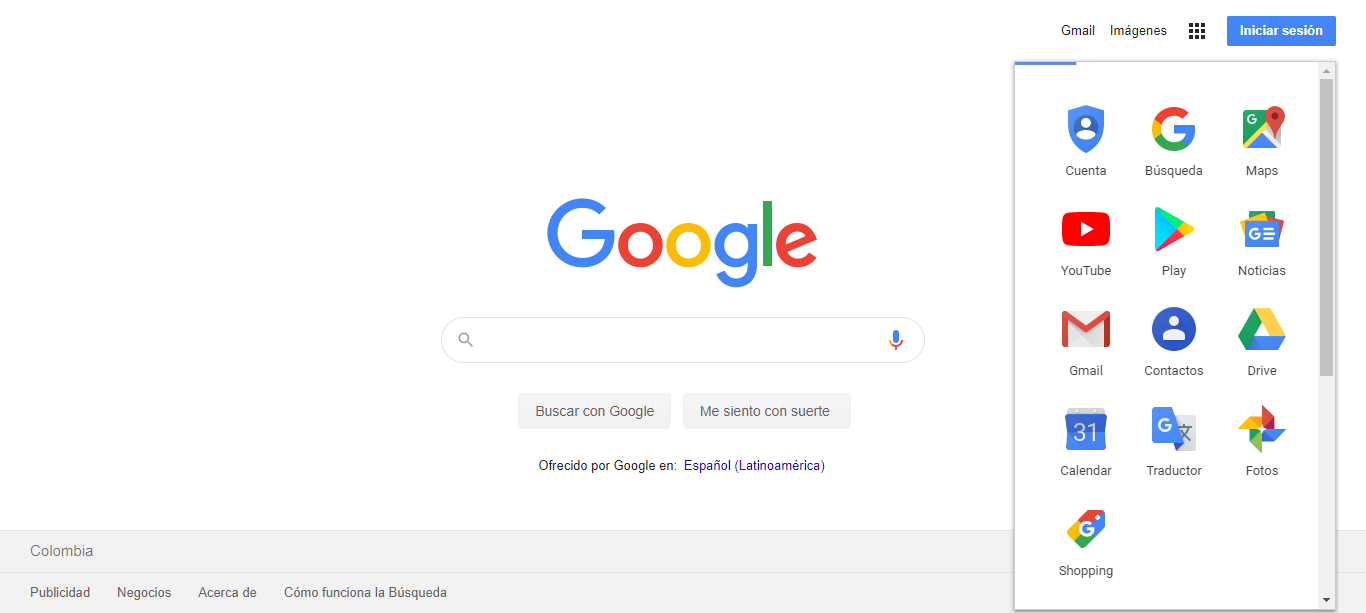 Gmail Imágenes Iniciar sesión
Cuenta Búsqueda Maps
YouTube Play Noticias
Gmail Contactos Drive
31
Calendar Traductor Fotos
Shopping
Google
Buscar con Google Me siento con suerte
Ofrecido por Google en: Español (Latinoamérica)
Colombia
Publicidad Negocios Acerca de Cómo funciona la Búsqueda